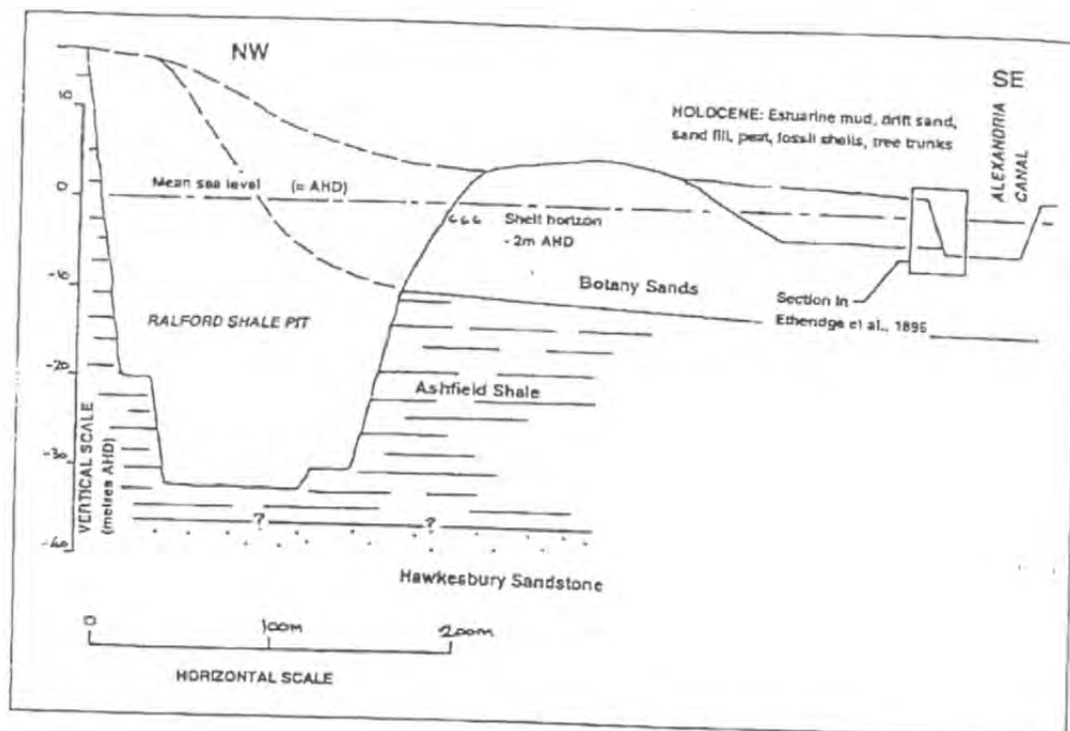 NW
SE
10
HOLOCENE: Estuarine mud, drift sand,
sand fill, peat, fossil shells, tree trunks
ALEXANDRIA
CANAL
Mean sea level (= AHD)
0
Shell horizon
- 2m AHD
-10
Botany Sands
Section in
Etheridge et al., 1896
RALFORD SHALE PIT
-20
Ashfield Shale
VERTICAL SCALE
(metres AHD)
-30
? ?
-40
Hawkesbury Sandstone
0 100m 200m
HORIZONTAL SCALE